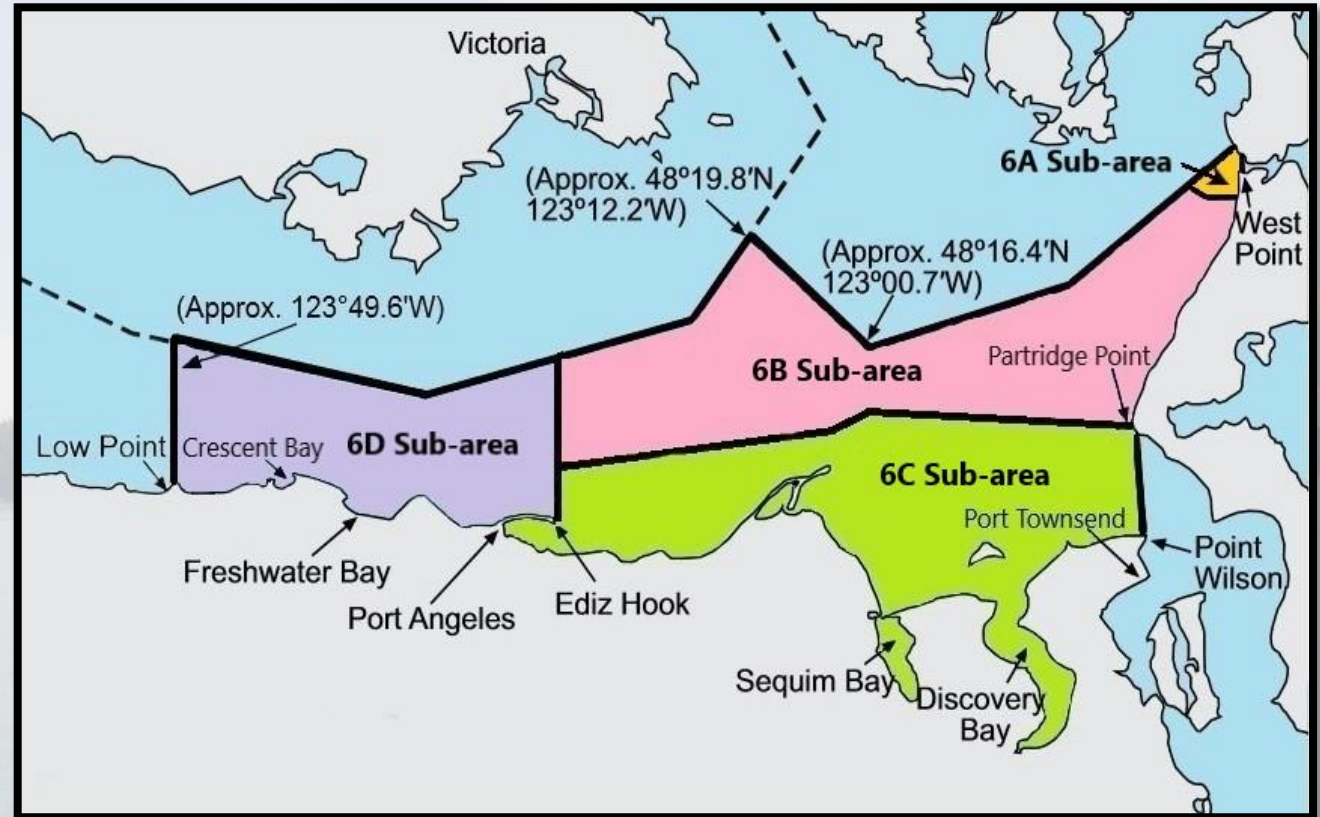 Victoria
6A Sub-area
(Approx. 48º19.8′N
123º12.2′W)
West
Point
(Approx. 48º16.4′N
123º00.7′W)
(Approx. 123°49.6′W)
Partridge Point
6B Sub-area
Low Point
Crescent Bay
6D Sub-area
6C Sub-area
Port Townsend
Point
Wilson
Freshwater Bay
Port Angeles
Ediz Hook
Sequim Bay
Discovery
Bay